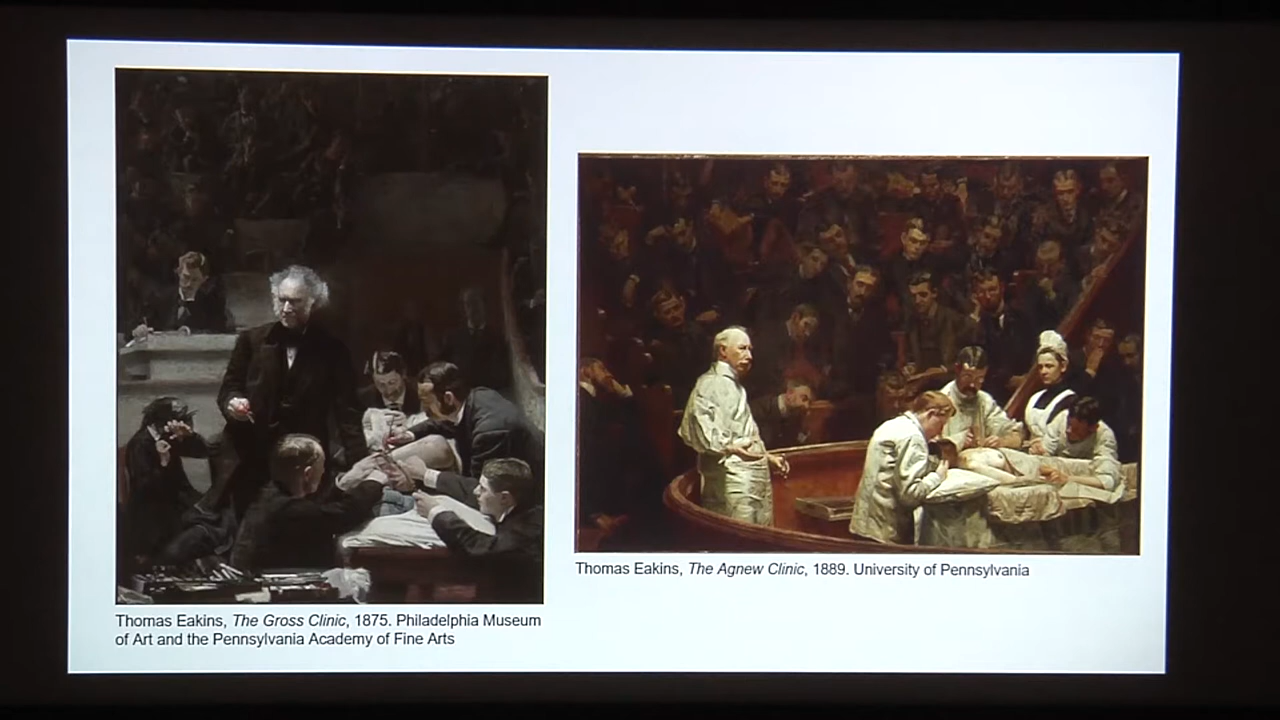 Thomas Eakins, The Gross Clinic, 1875. Philadelphia Museum
of Art and the Pennsylvania Academy of Fine Arts
Thomas Eakins, The Agnew Clinic, 1889. University of Pennsylvania